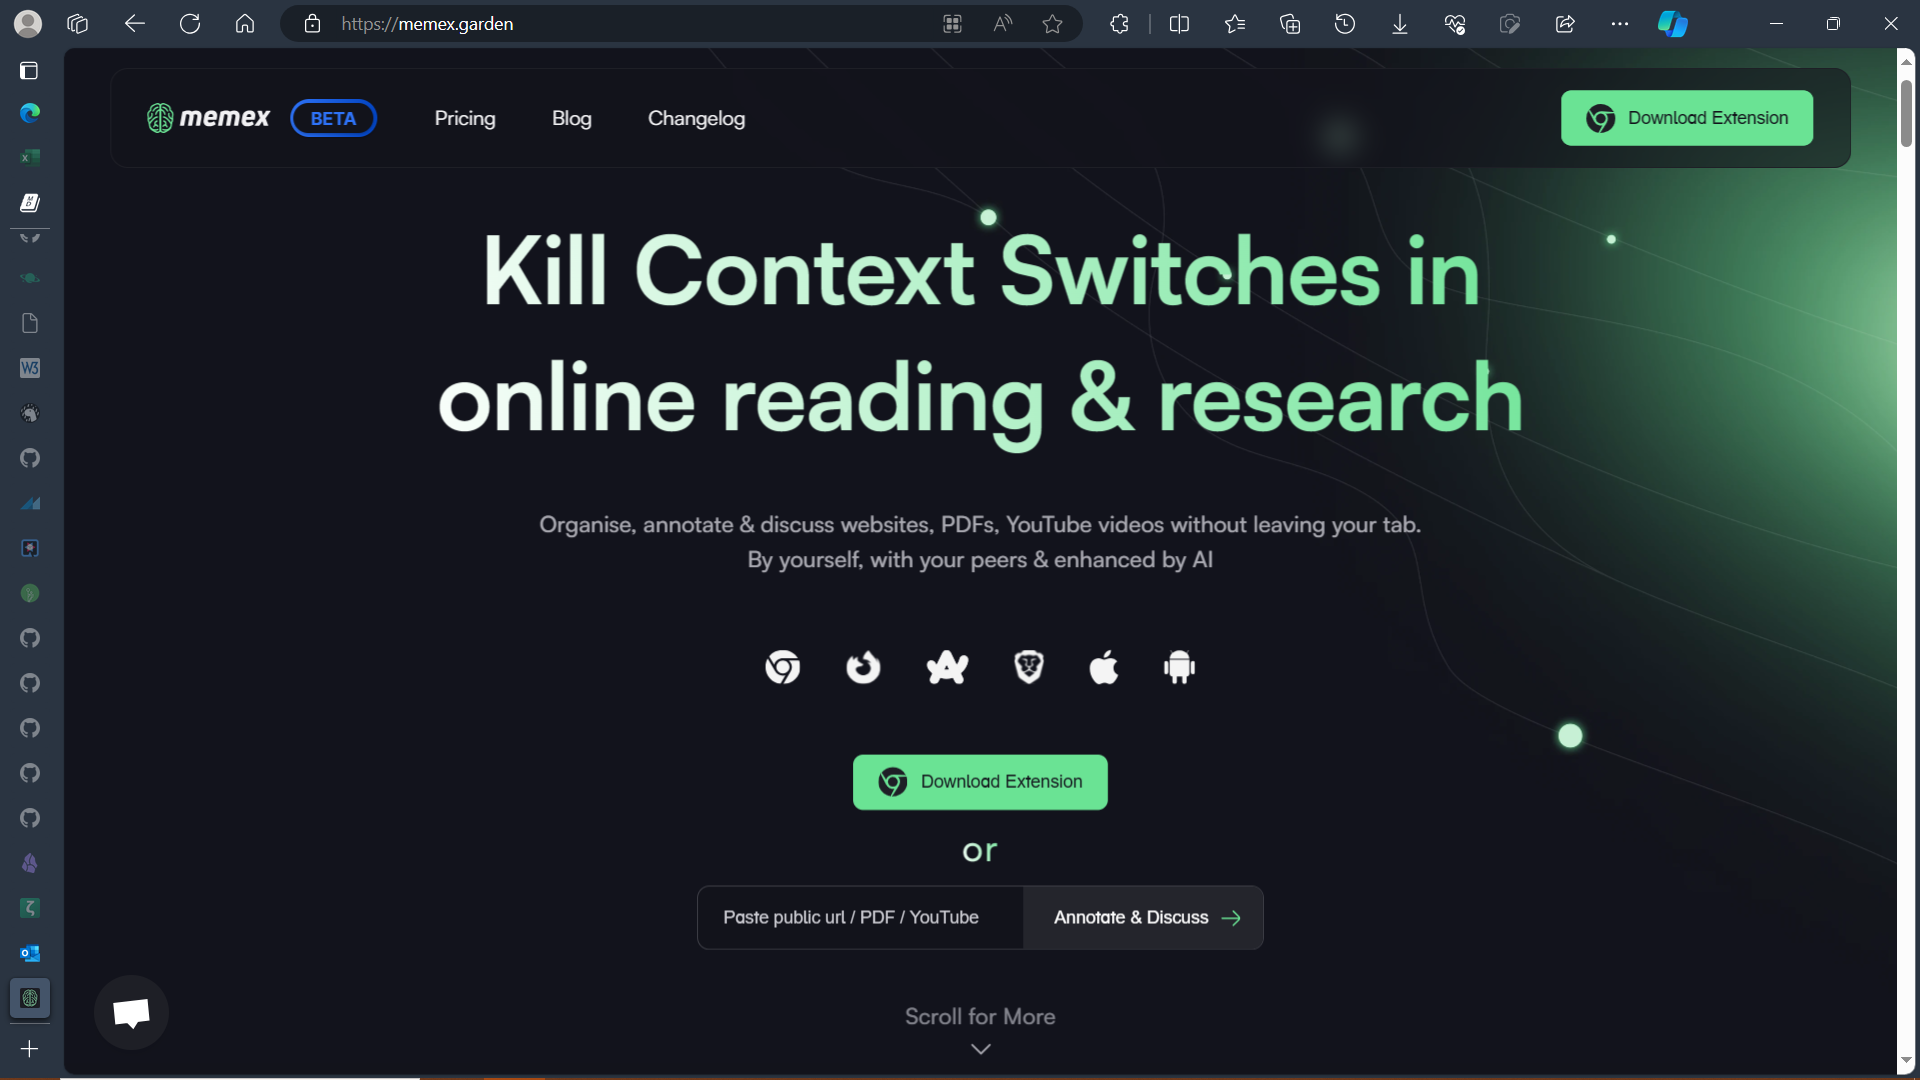 https://memex.garden
memex
BETA
Pricing
Blog
Changelog
Download Extension
Kill Context Switches in
online reading & research
Organise, annotate & discuss websites, PDFs, YouTube videos without leaving your tab.
By yourself, with your peers & enhanced by AI
Download Extension
or
Paste public url / PDF / YouTube
Annotate & Discuss
Scroll for More